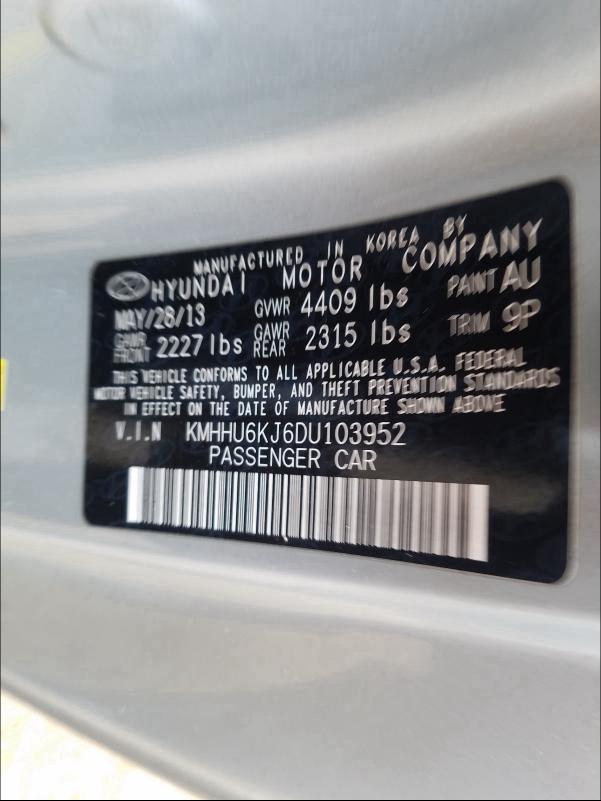 MANUFACTURED IN KOREA BY
HYUNDAI MOTOR COMPANY
MAY/28/13 GVWR 4409 lbs PAINT AU
GAWR FRONT 2227 lbs GAWR REAR 2315 lbs TRIM 9P
THIS VEHICLE CONFORMS TO ALL APPLICABLE U.S.A. FEDERAL
MOTOR VEHICLE SAFETY, BUMPER, AND THEFT PREVENTION STANDARDS
IN EFFECT ON THE DATE OF MANUFACTURE SHOWN ABOVE
V.I.N KMHHU6KJ6DU103952
PASSENGER CAR